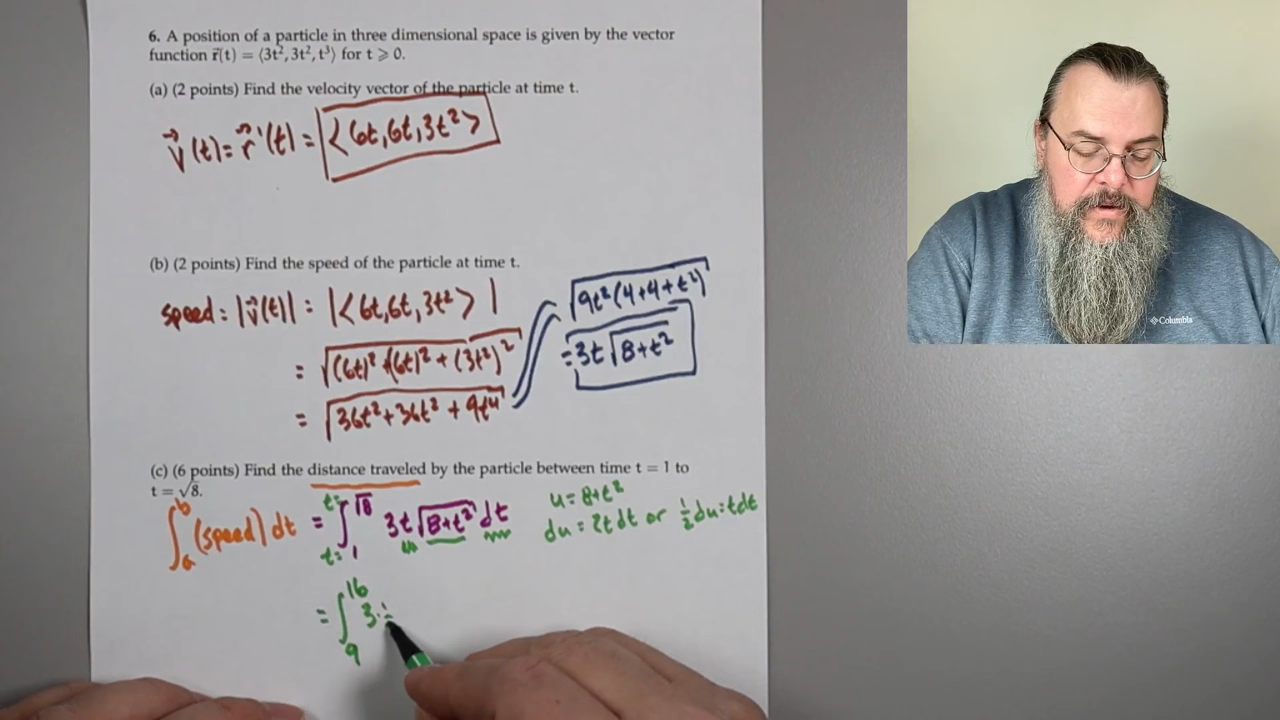 6. A position of a particle in three dimensional space is given by the vector
function r⃗(t) = ⟨3t², 3t², t³⟩ for t ⩾ 0.
(a) (2 points) Find the velocity vector of the particle at time t.
v⃗(t) = r⃗'(t) = <6t, 6t, 3t²>
(b) (2 points) Find the speed of the particle at time t.
speed = |v⃗(t)| = |<6t, 6t, 3t²>|
= √((6t)² + (6t)² + (3t²)²)
= √(36t² + 36t² + 9t⁴)
√(9t²(4+4+t²))
= 3t√(8+t²)
(c) (6 points) Find the distance traveled by the particle between time t = 1 to
t = √8.
∫_a^b (speed) dt = ∫_{t=1}^{t=√8} 3t√(8+t²) dt
u = 8+t²
du = 2t dt or ½ du = t dt
= ∫_9^16 3·
Columbia